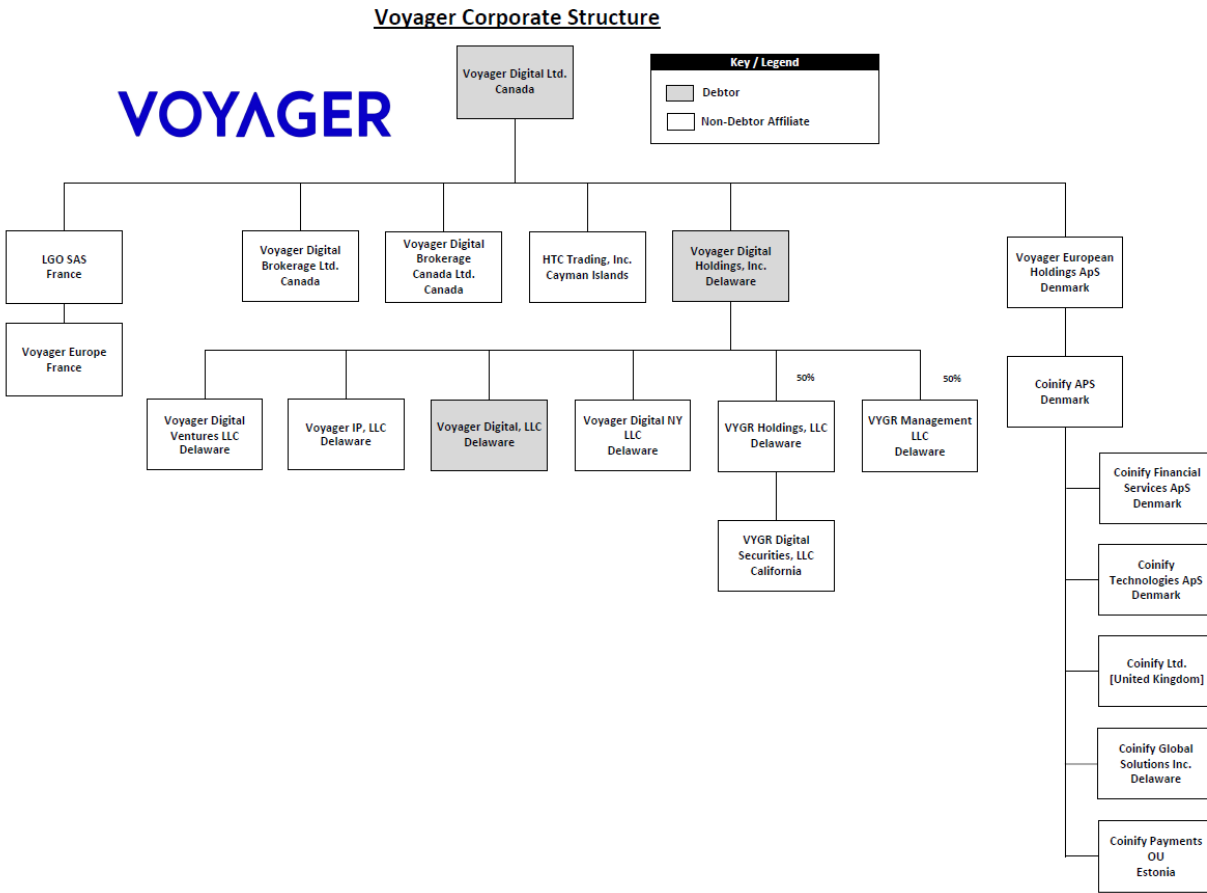 Voyager Corporate Structure
VOYAGER
Voyager Digital Ltd.
Canada
Key / Legend
Debtor
Non-Debtor Affiliate
LGO SAS
France
Voyager Digital
Brokerage Ltd.
Canada
Voyager Digital
Brokerage
Canada Ltd.
Canada
HTC Trading, Inc.
Cayman Islands
Voyager Digital
Holdings, Inc.
Delaware
Voyager European
Holdings ApS
Denmark
Voyager Europe
France
50%
50%
Coinify APS
Denmark
Voyager Digital
Ventures LLC
Delaware
Voyager IP, LLC
Delaware
Voyager Digital, LLC
Delaware
Voyager Digital NY
LLC
Delaware
VYGR Holdings, LLC
Delaware
VYGR Management
LLC
Delaware
VYGR Digital
Securities, LLC
California
Coinify Financial
Services ApS
Denmark
Coinify
Technologies ApS
Denmark
Coinify Ltd.
[United Kingdom]
Coinify Global
Solutions Inc.
Delaware
Coinify Payments
OU
Estonia